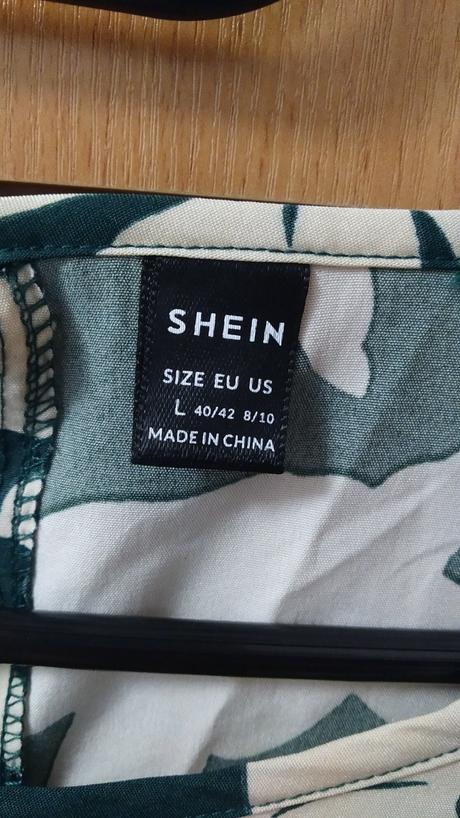 SHEIN
SIZE EU US
L 40/42 8/10
MADE IN CHINA